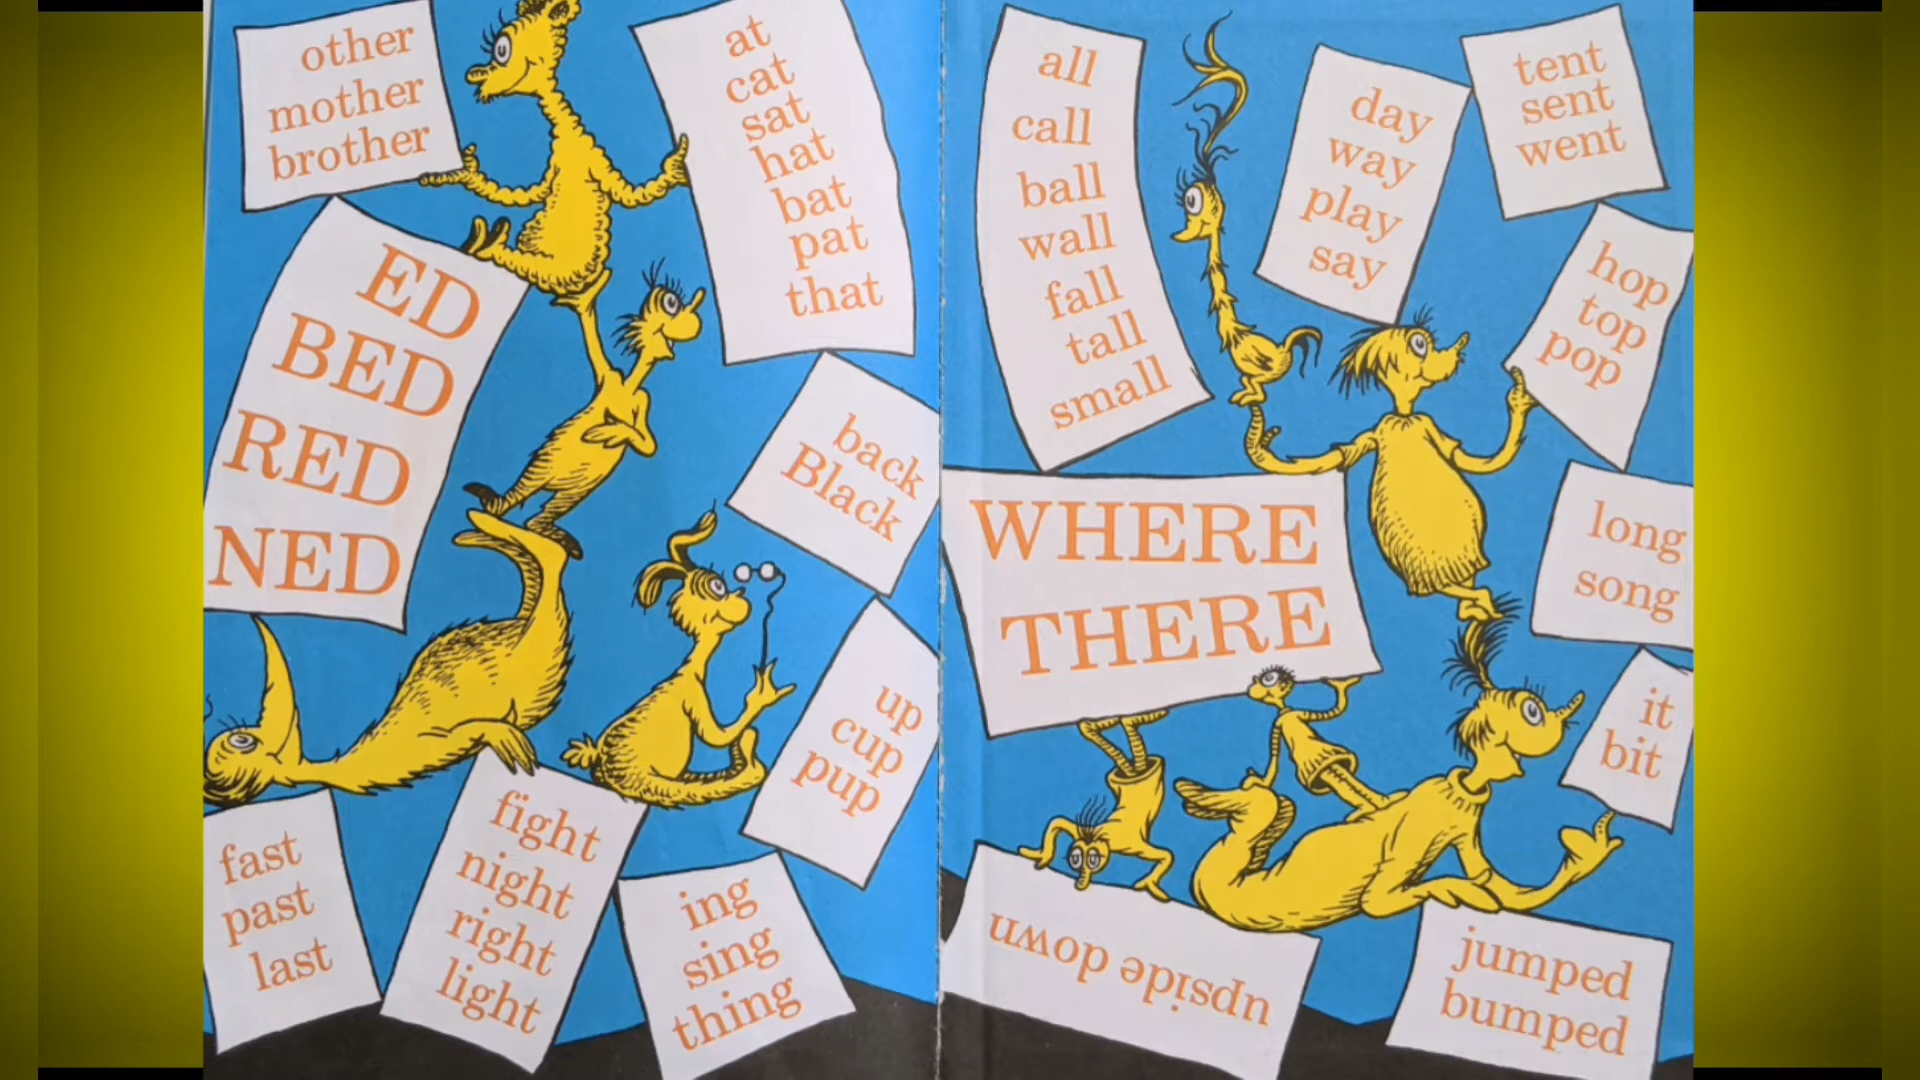 other
mother
brother
at
cat
sat
hat
bat
pat
that
ED
BED
RED
NED
back
Black
up
cup
pup
fast
past
last
fight
night
right
light
ing
sing
thing
all
call
ball
wall
fall
tall
small
day
way
play
say
tent
sent
went
hop
top
pop
WHERE
THERE
long
song
it
bit
upside down
jumped
bumped